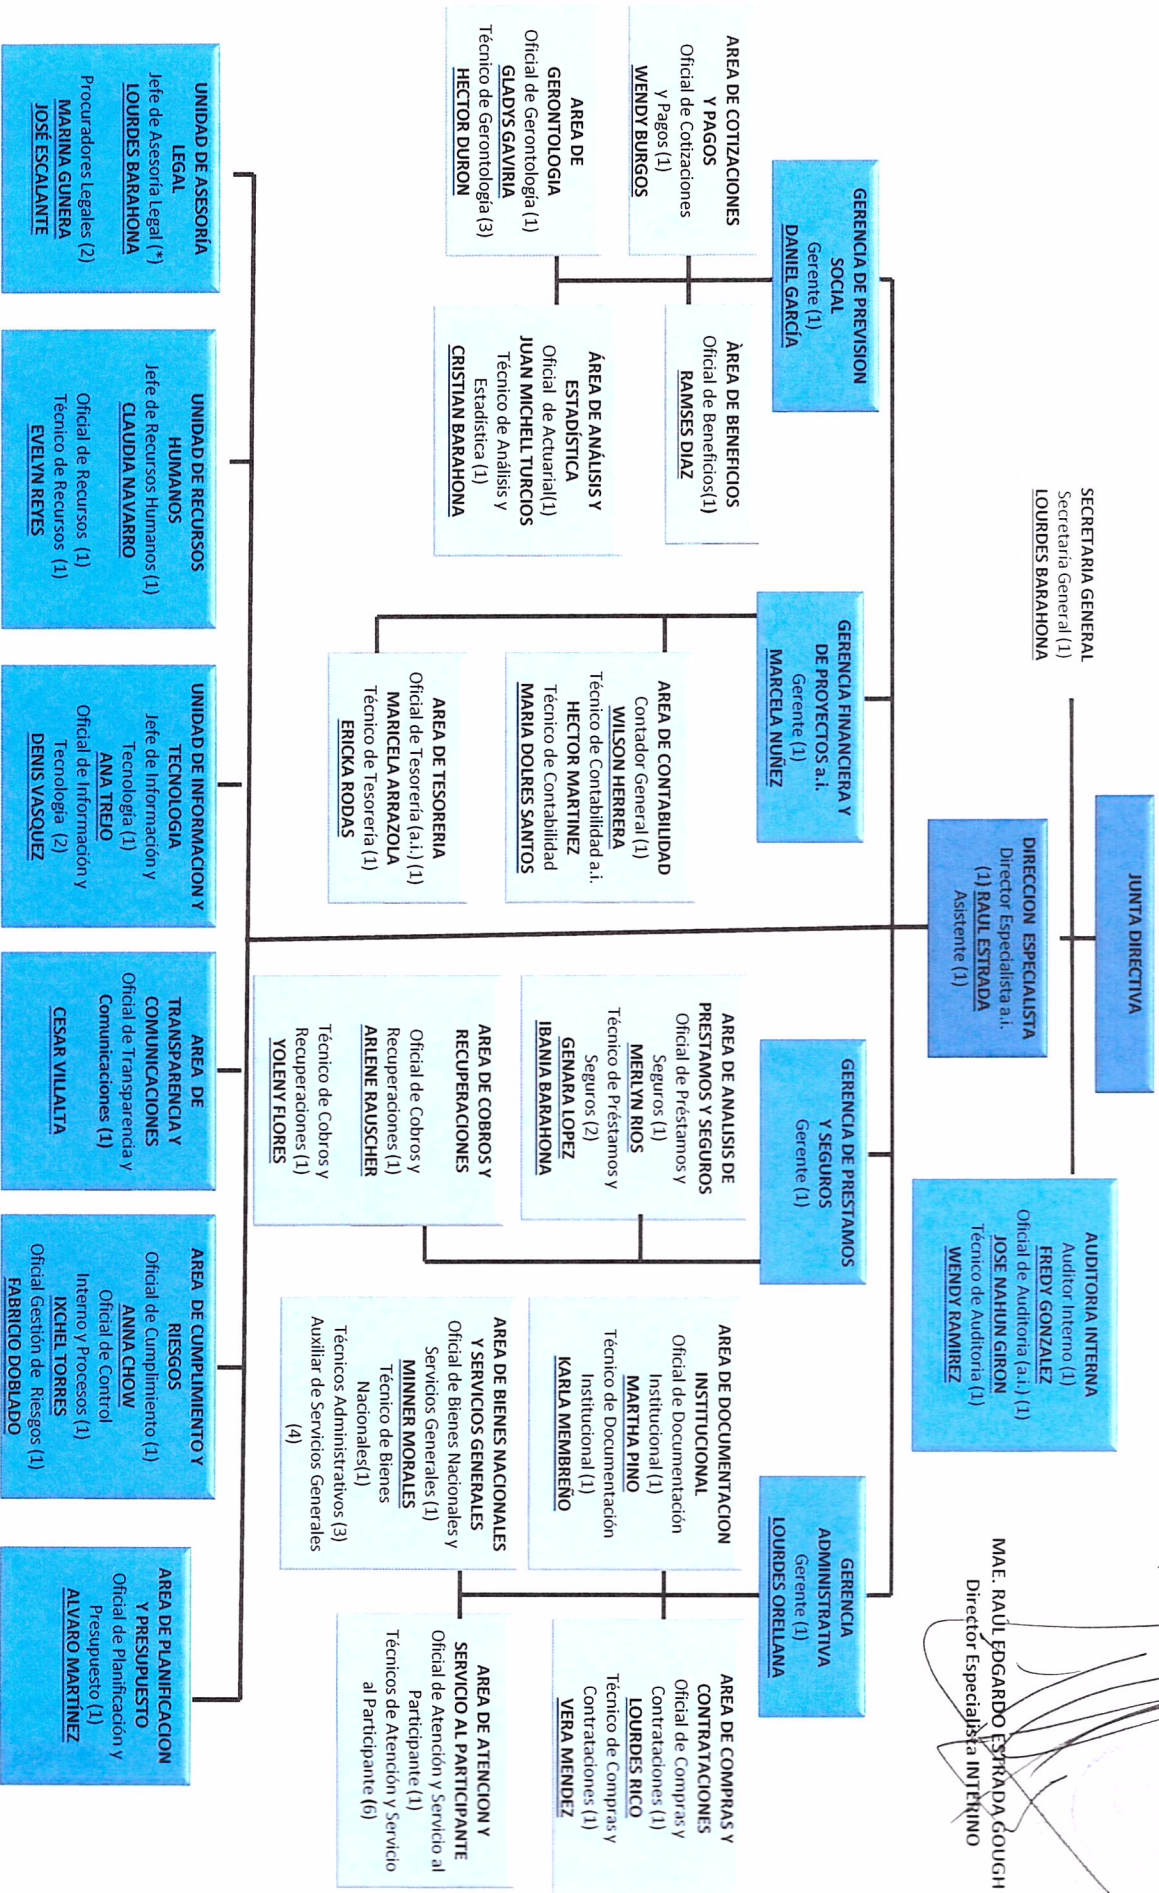 JUNTA DIRECTIVA
SECRETARIA GENERAL
Secretaria General (1)
LOURDES BARAHONA
AUDITORIA INTERNA
Auditor Interno (1)
FREDY GONZALEZ
Oficial de Auditoria (a.i.) (1)
JOSE NAHUN GIRON
Técnico de Auditoria (1)
WENDY RAMIREZ
MAE. RAÚL EDGARDO ESTRADA GOUGH
Director Especialista INTERINO
DIRECCION ESPECIALISTA
Director Especialista a.i.
(1) RAUL ESTRADA
Asistente (1)
GERENCIA DE PREVISION
SOCIAL
Gerente (1)
DANIEL GARCÍA
GERENCIA FINANCIERA Y
DE PROYECTOS a.i.
Gerente (1)
MARCELA NUÑEZ
GERENCIA DE PRESTAMOS
Y SEGUROS
Gerente (1)
GERENCIA
ADMINISTRATIVA
Gerente (1)
LOURDES ORELLANA
AREA DE COTIZACIONES
Y PAGOS
Oficial de Cotizaciones
y Pagos (1)
WENDY BURGOS
ÀREA DE BENEFICIOS
Oficial de Beneficios(1)
RAMSES DIAZ
AREA DE
GERONTOLOGIA
Oficial de Gerontología (1)
GLADYS GAVIRIA
Técnico de Gerontología (3)
HECTOR DURON
ÁREA DE ANÁLISIS Y
ESTADÍSTICA
Oficial de Actuarial(1)
JUAN MICHELL TURCIOS
Técnico de Análisis y
Estadística (1)
CRISTIAN BARAHONA
AREA DE CONTABILIDAD
Contador General (1)
WILSON HERRERA
Técnico de Contabilidad a.i.
HECTOR MARTINEZ
Técnico de Contabilidad
MARIA DOLRES SANTOS
AREA DE TESORERIA
Oficial de Tesorería (a.i.) (1)
MARICELA ARRAZOLA
Técnico de Tesorería (1)
ERICKA RODAS
AREA DE ANALISIS DE
PRESTAMOS Y SEGUROS
Oficial de Préstamos y
Seguros (1)
MERLYN RIOS
Técnico de Préstamos y
Seguros (2)
GENARA LOPEZ
IBANIA BARAHONA
AREA DE COBROS Y
RECUPERACIONES
Oficial de Cobros y
Recuperaciones (1)
ARLENE RAUSCHER
Técnico de Cobros y
Recuperaciones (1)
YOLENY FLORES
AREA DE DOCUMENTACION
INSTITUCIONAL
Oficial de Documentación
Institucional (1)
MARTHA PINO
Técnico de Documentación
Institucional (1)
KARLA MEMBREÑO
AREA DE COMPRAS Y
CONTRATACIONES
Oficial de Compras y
Contrataciones (1)
LOURDES RICO
Técnico de Compras y
Contrataciones (1)
VERA MENDEZ
AREA DE BIENES NACIONALES
Y SERVICIOS GENERALES
Oficial de Bienes Nacionales y
Servicios Generales (1)
MINNER MORALES
Técnico de Bienes
Nacionales(1)
Técnicos Administrativos (3)
Auxiliar de Servicios Generales
(4)
AREA DE ATENCION Y
SERVICIO AL PARTICIPANTE
Oficial de Atención y Servicio al
Participante (1)
Técnicos de Atención y Servicio
al Participante (6)
UNIDAD DE ASESORÍA
LEGAL
Jefe de Asesoría Legal (*)
LOURDES BARAHONA
Procuradores Legales (2)
MARINA GUNERA
JOSÉ ESCALANTE
UNIDAD DE RECURSOS
HUMANOS
Jefe de Recursos Humanos (1)
CLAUDIA NAVARRO
Oficial de Recursos (1)
Técnico de Recursos (1)
EVELYN REYES
UNIDAD DE INFORMACION Y
TECNOLOGIA
Jefe de Información y
Tecnología (1)
ANA TREJO
Oficial de Información y
Tecnología (2)
DENIS VASQUEZ
AREA DE
TRANSPARENCIA Y
COMUNICACIONES
Oficial de Transparencia y
Comunicaciones (1)
CESAR VILLALTA
AREA DE CUMPLIMIENTO Y
RIESGOS
Oficial de Cumplimiento (1)
ANNA CHOW
Oficial de Control
Interno y Procesos (1)
IXCHEL TORRES
Oficial Gestión de Riesgos (1)
FABRICIO DOBLADO
AREA DE PLANIFICACION
Y PRESUPUESTO
Oficial de Planificación y
Presupuesto (1)
ALVARO MARTÍNEZ